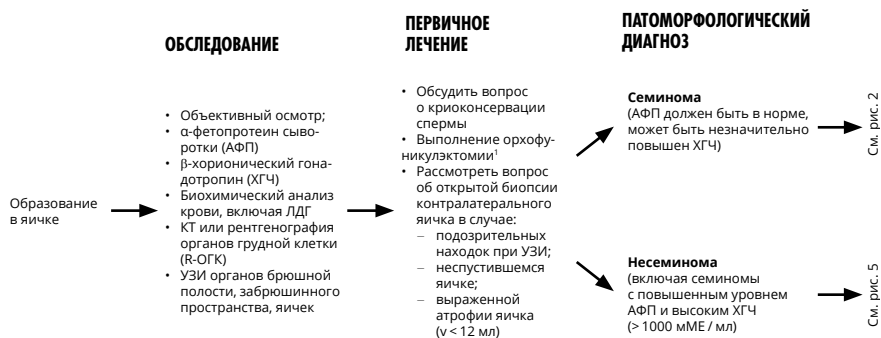 ОБСЛЕДОВАНИЕ
ПЕРВИЧНОЕ
ЛЕЧЕНИЕ
ПАТОМОРФОЛОГИЧЕСКИЙ
ДИАГНОЗ
Образование
в яичке
• Объективный осмотр;
• α-фетопротеин сыво-
ротки (АФП)
• β-хорионический гона-
дотропин (ХГЧ)
• Биохимический анализ
крови, включая ЛДГ
• КТ или рентгенография
органов грудной клетки
(R-ОГК)
• УЗИ органов брюшной
полости, забрюшинного
пространства, яичек
• Обсудить вопрос
о криоконсервации
спермы
• Выполнение орхофу-
никулэктомии¹
• Рассмотреть вопрос
об открытой биопсии
контралатерального
яичка в случае:
– подозрительных
находок при УЗИ;
– неспустившемся
яичке;
– выраженной
атрофии яичка
(v < 12 мл)
Семинома
(АФП должен быть в норме,
может быть незначительно
повышен ХГЧ)
См. рис. 2
Несеминома
(включая семиномы
с повышенным уровнем
АФП и высоким ХГЧ
(> 1000 мМЕ / мл)
См. рис. 5